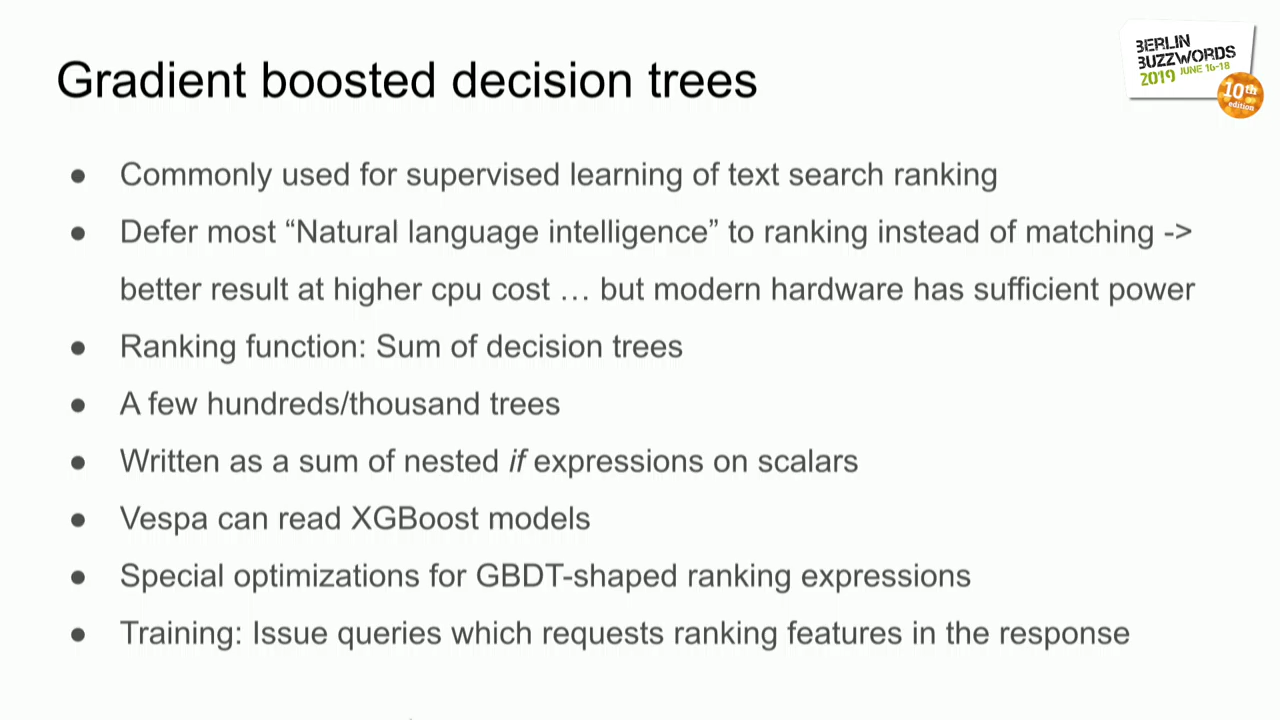 Gradient boosted decision trees
BERLIN
BUZZWORDS
2019 JUNE 16-18
10th
edition
● Commonly used for supervised learning of text search ranking
● Defer most “Natural language intelligence” to ranking instead of matching ->
better result at higher cpu cost … but modern hardware has sufficient power
● Ranking function: Sum of decision trees
● A few hundreds/thousand trees
● Written as a sum of nested if expressions on scalars
● Vespa can read XGBoost models
● Special optimizations for GBDT-shaped ranking expressions
● Training: Issue queries which requests ranking features in the response